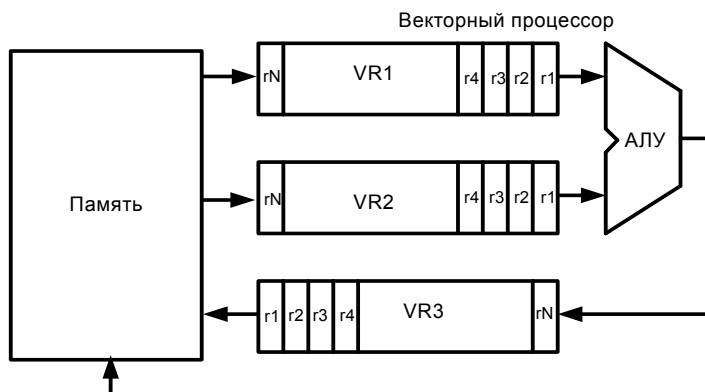 Векторный процессор
rN VR1 r4 r3 r2 r1
АЛУ
Память
rN VR2 r4 r3 r2 r1
r1 r2 r3 r4 VR3 rN